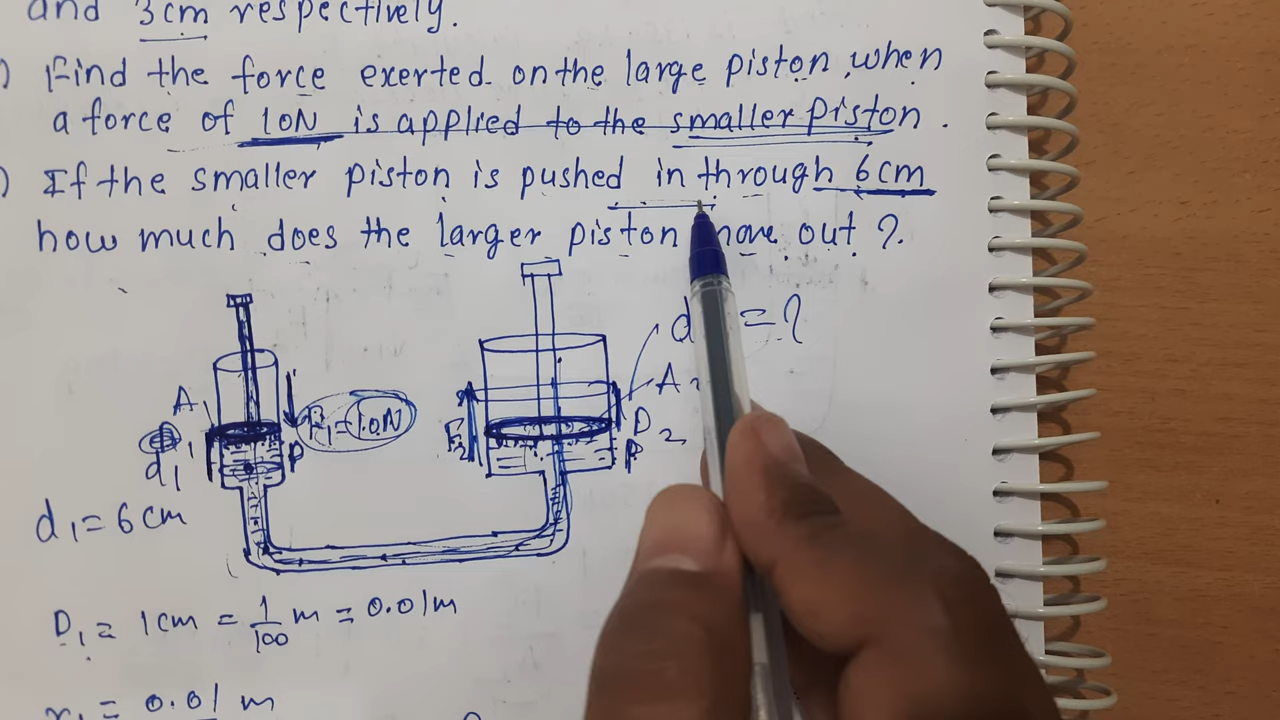 and 3cm respectively.
) Find the force exerted on the large piston when
a force of 10N is applied to the smaller piston.
) If the smaller piston is pushed in through 6cm
how much does the larger piston move out ?.
d = ?
A
A
F₁=10N
D₂
F₂
P
P
d₁
d₁ = 6cm
D₁ = 1cm = 1/100 m = 0.01m
r₁ = 0.01 m